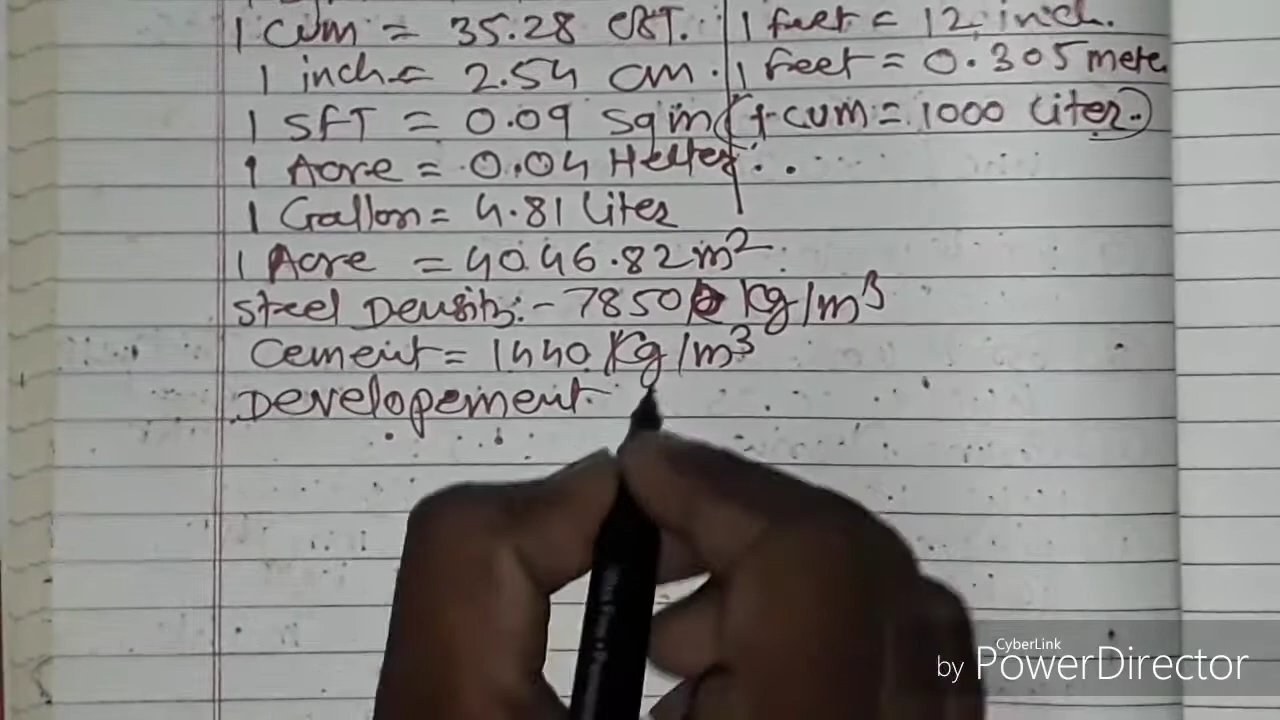 1 cum = 35.28 CFT. 1 feet = 12 inch.
1 inch = 2.54 cm. 1 feet = 0.305 mete
1 SFT = 0.09 sqm 1 cum = 1000 Liter.
1 Acre = 0.04 Hecter
1 Gallon = 4.81 Liter
1 Acre = 4046.82 m²
Steel Density:- 7850 kg/m³
Cement = 1440 kg/m³
Developement
CyberLink
by PowerDirector